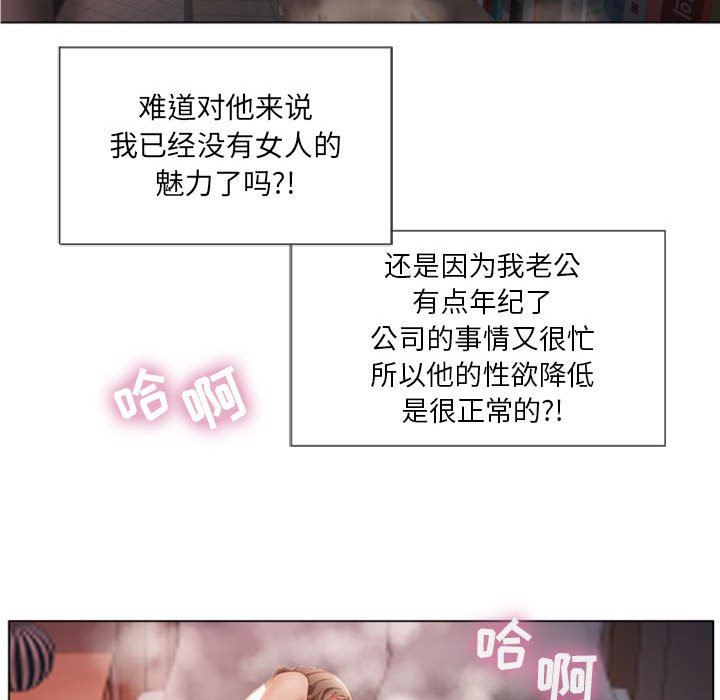 难道对他来说
我已经没有女人的
魅力了吗?!
还是因为我老公
有点年纪了
公司的事情又很忙
所以他的性欲降低
是很正常的?!
哈啊
哈啊